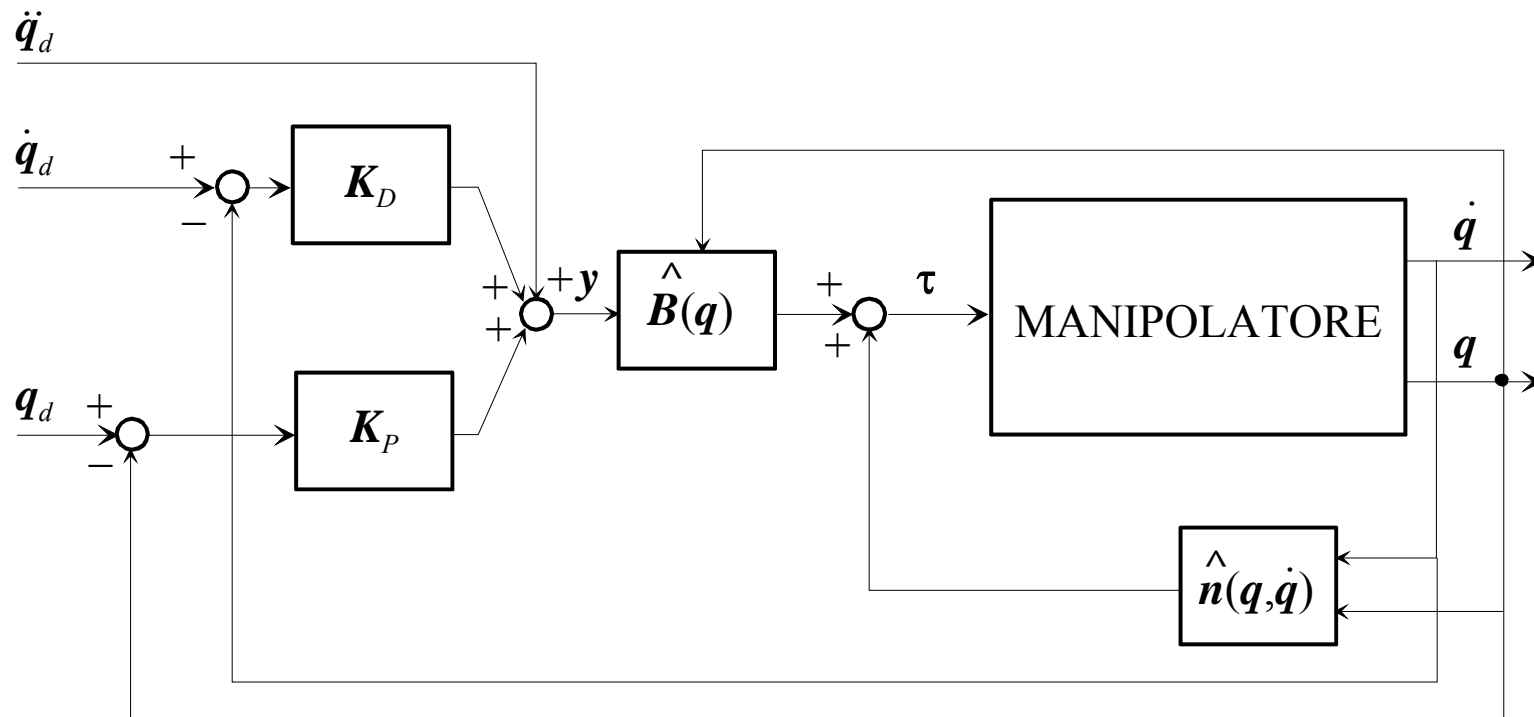 q̈_d
q̇_d
+
−
K_D
q̇
+ + y
+
B̂(q)
+
+
τ
MANIPOLATORE
q
q_d
+
−
K_P
n̂(q,q̇)